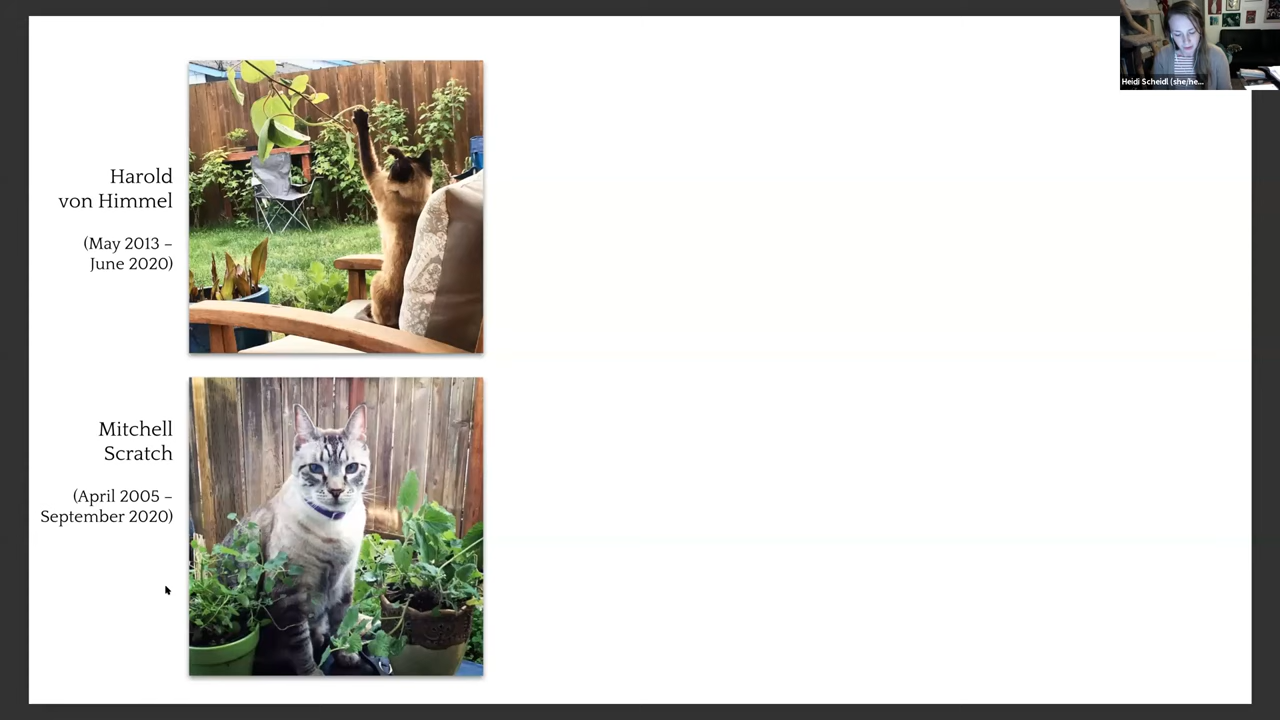 Heidi Scheidl (she/he...
Harold
von Himmel
(May 2013 –
June 2020)
Mitchell
Scratch
(April 2005 –
September 2020)